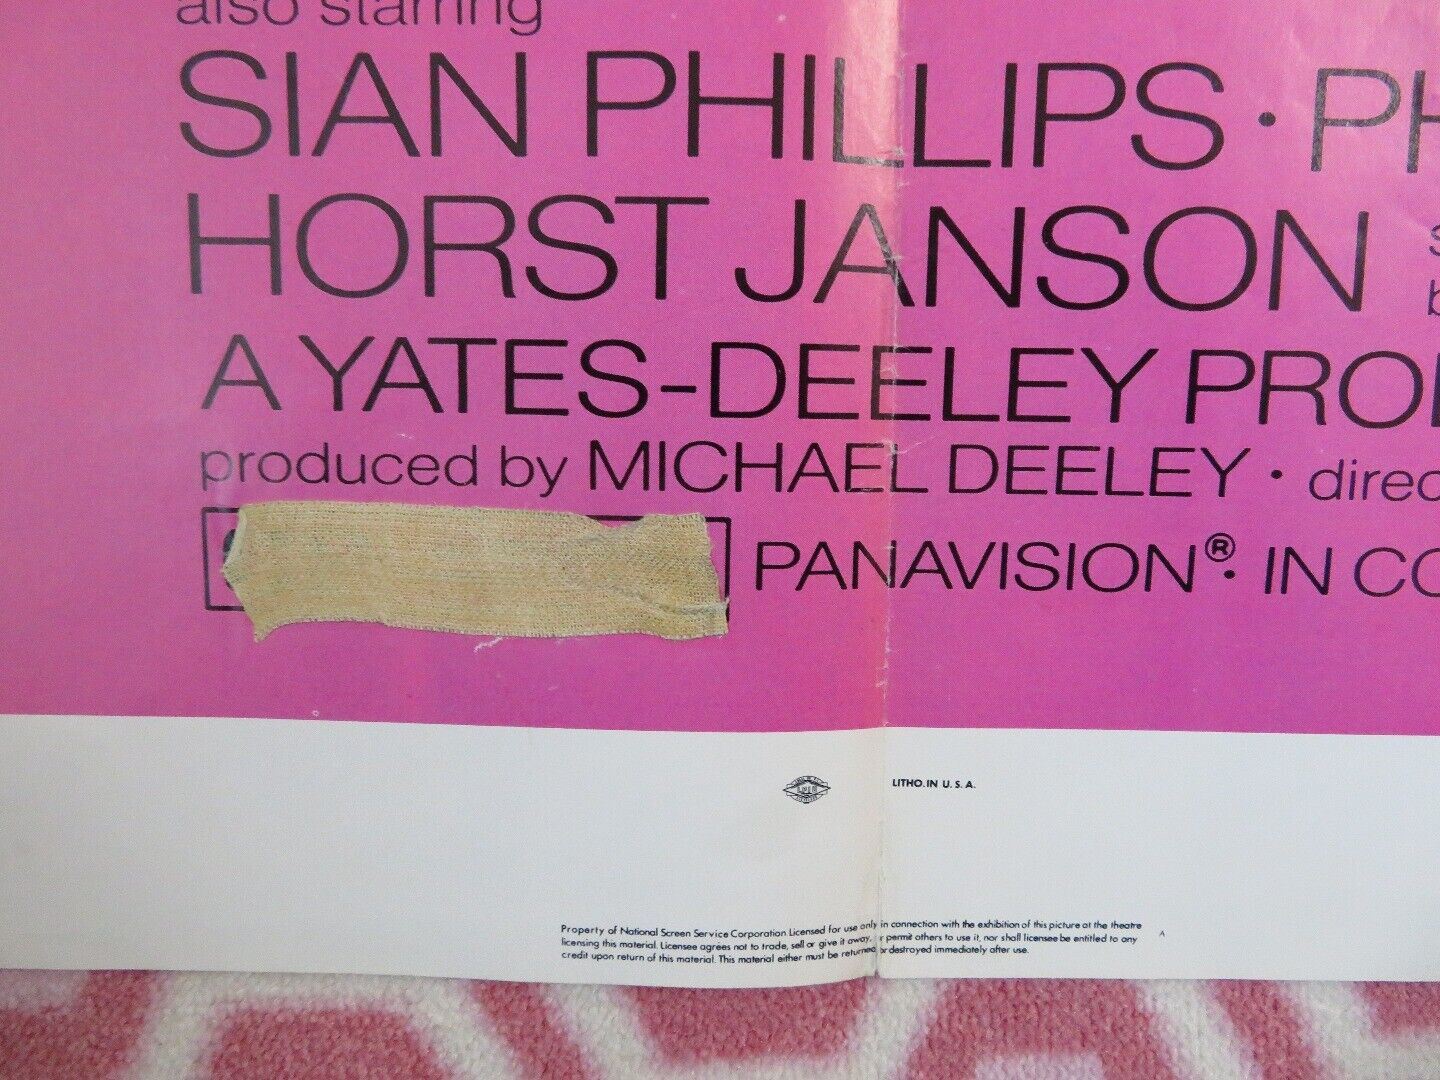 also starring
SIAN PHILLIPS · PH
HORST JANSON
A YATES-DEELEY PROD
produced by MICHAEL DEELEY · direc
PANAVISION®. IN CO
LITHO. IN U. S. A.
Property of National Screen Service Corporation Licensed for use only in connection with the exhibition of this picture at the theatre
licensing this material. Licensee agrees not to trade, sell or give it away, or permit others to use it, nor shall licensee be entitled to any
credit upon return of this material. This material either must be returned or destroyed immediately after use.
A